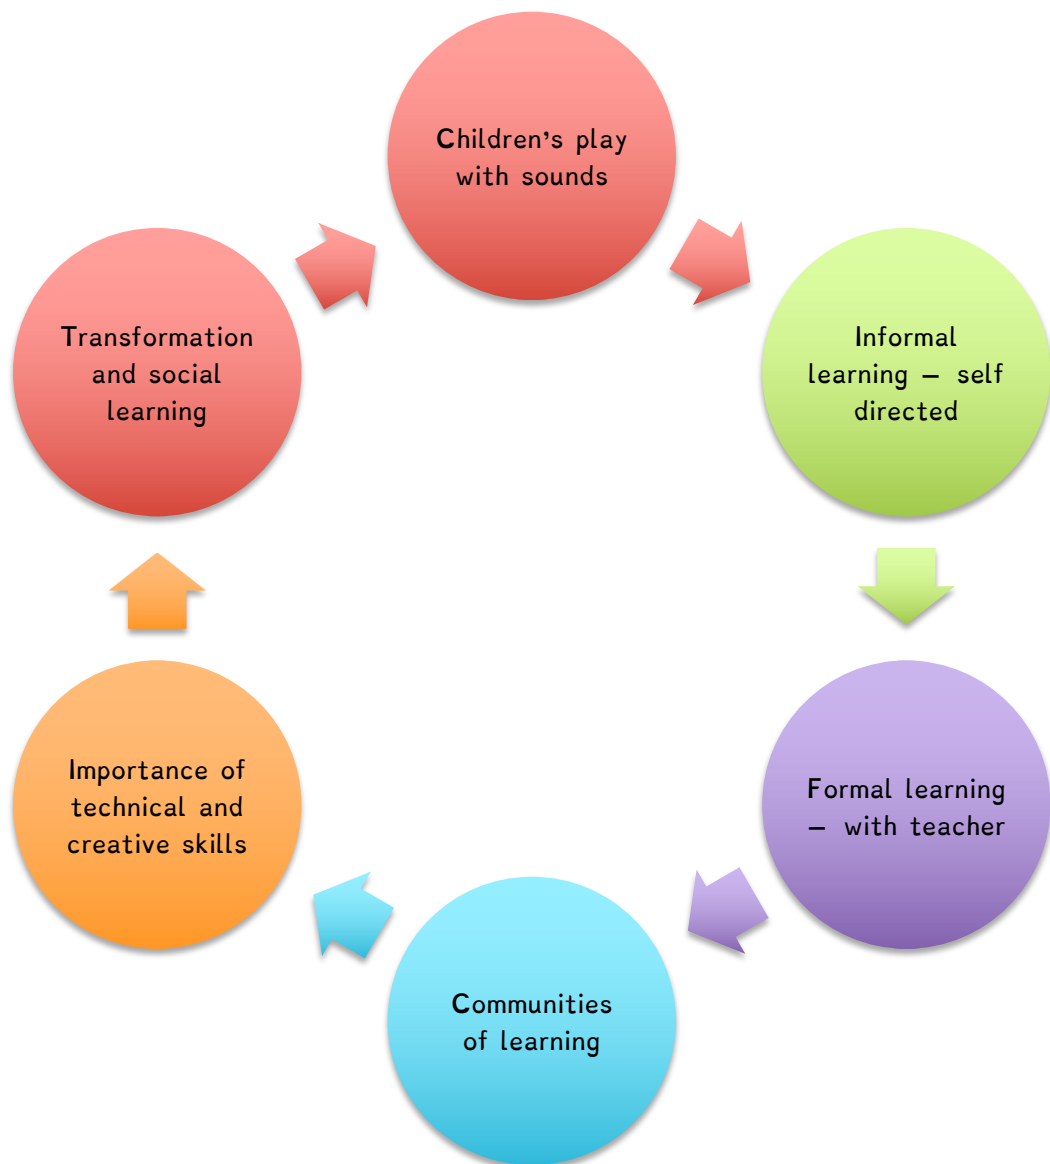 Children's play
with sounds
Informal
learning – self
directed
Formal learning
– with teacher
Communities
of learning
Importance of
technical and
creative skills
Transformation
and social
learning